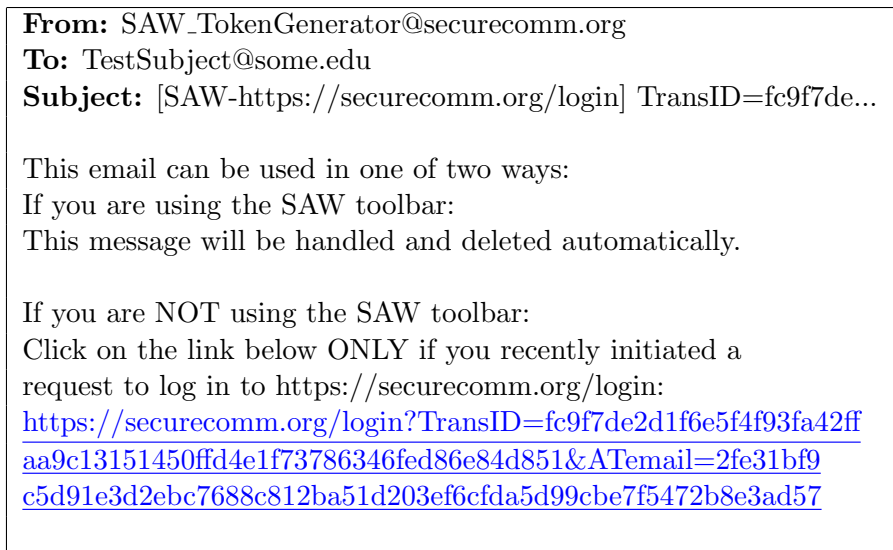 From: SAW_TokenGenerator@securecomm.org
To: TestSubject@some.edu
Subject: [SAW-https://securecomm.org/login] TransID=fc9f7de...
This email can be used in one of two ways:
If you are using the SAW toolbar:
This message will be handled and deleted automatically.
If you are NOT using the SAW toolbar:
Click on the link below ONLY if you recently initiated a
request to log in to https://securecomm.org/login:
https://securecomm.org/login?TransID=fc9f7de2d1f6e5f4f93fa42ff
aa9c13151450ffd4e1f73786346fed86e84d851&ATemail=2fe31bf9
c5d91e3d2ebc7688c812ba51d203ef6cfda5d99cbe7f5472b8e3ad57